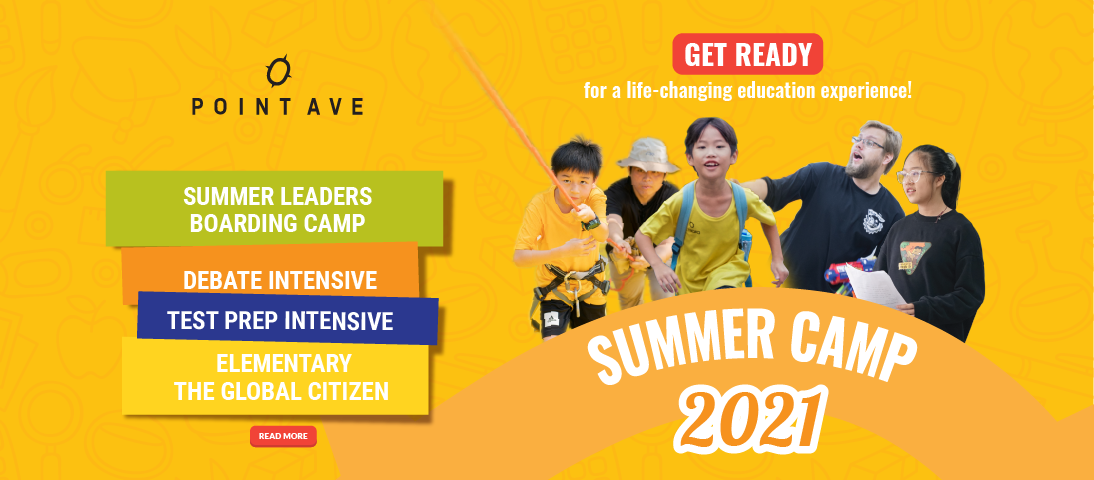 POINT AVE
SUMMER LEADERS
BOARDING CAMP
DEBATE INTENSIVE
TEST PREP INTENSIVE
ELEMENTARY
THE GLOBAL CITIZEN
READ MORE
GET READY
for a life-changing education experience!
SUMMER CAMP
2021